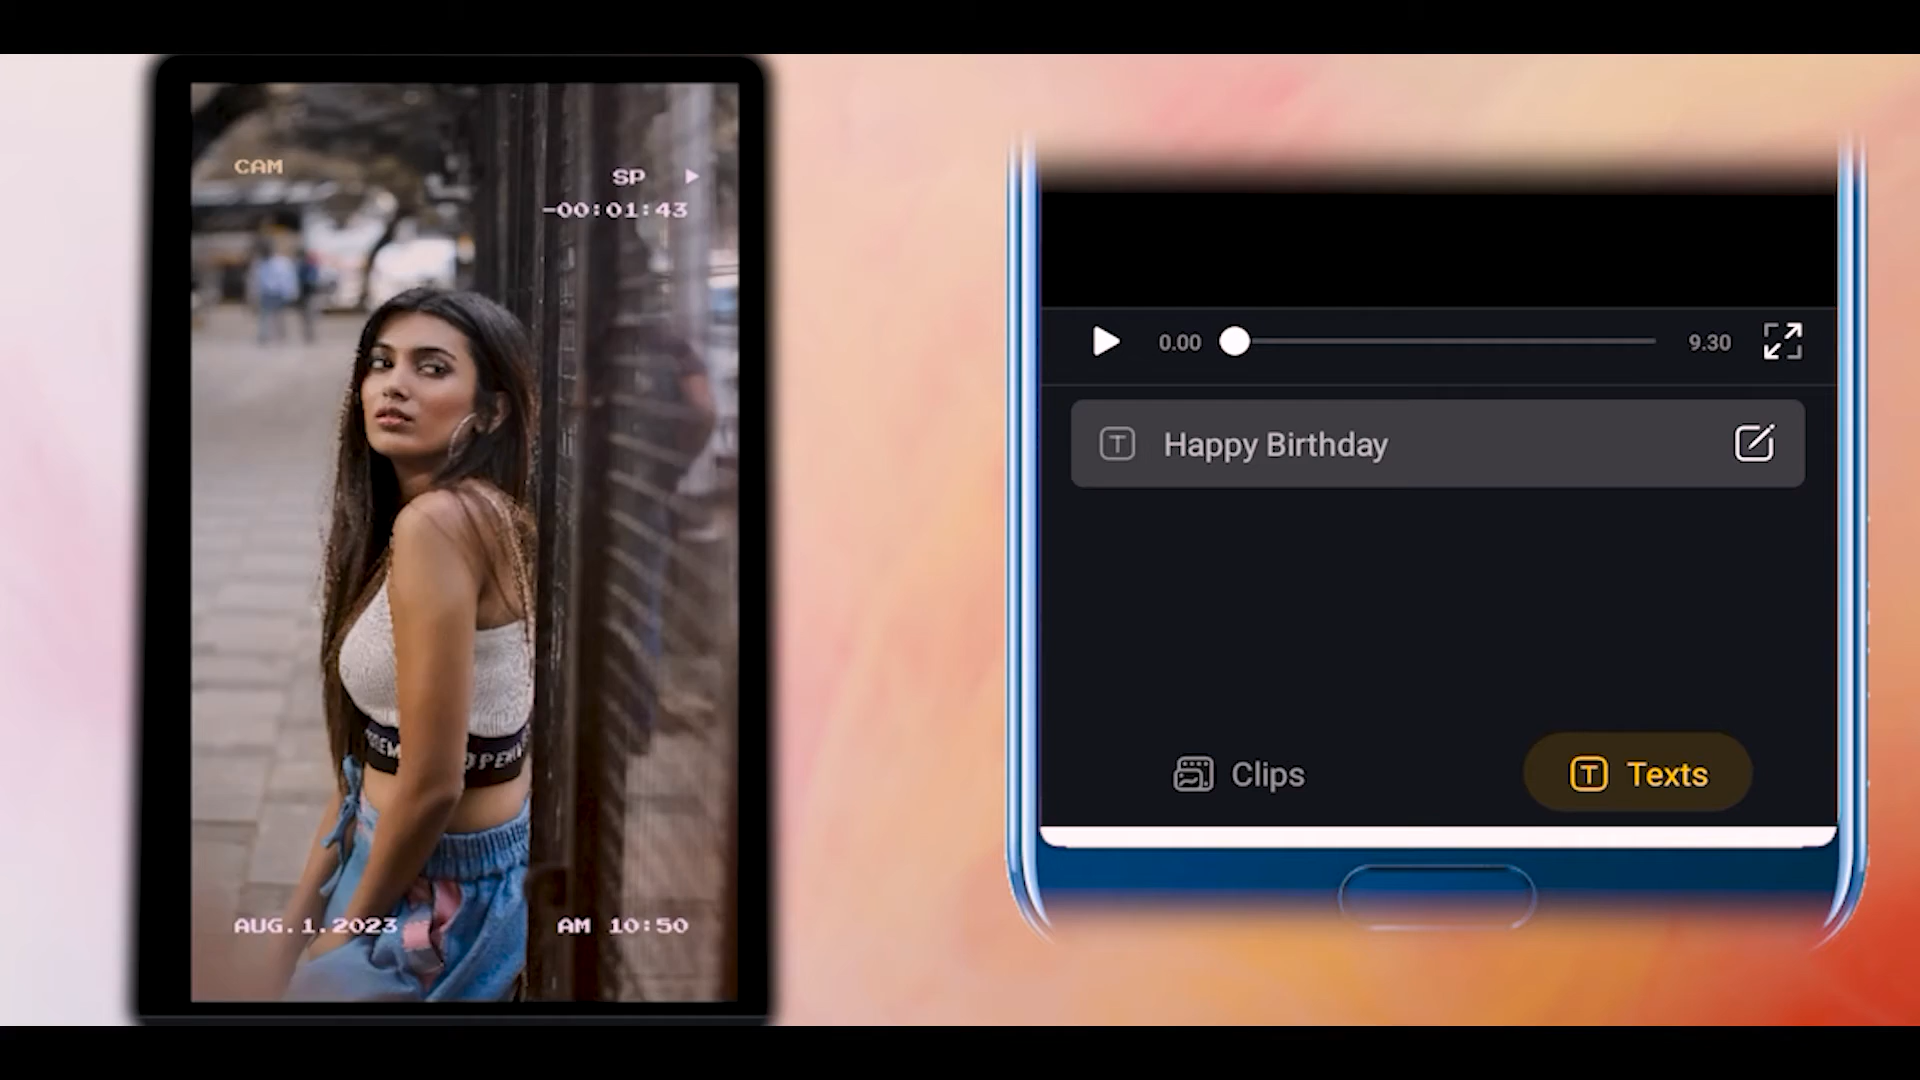 CAM
SP
-00:01:43
AUG.1.2023
AM 10:50
0.00
9.30
Happy Birthday
Clips
Texts